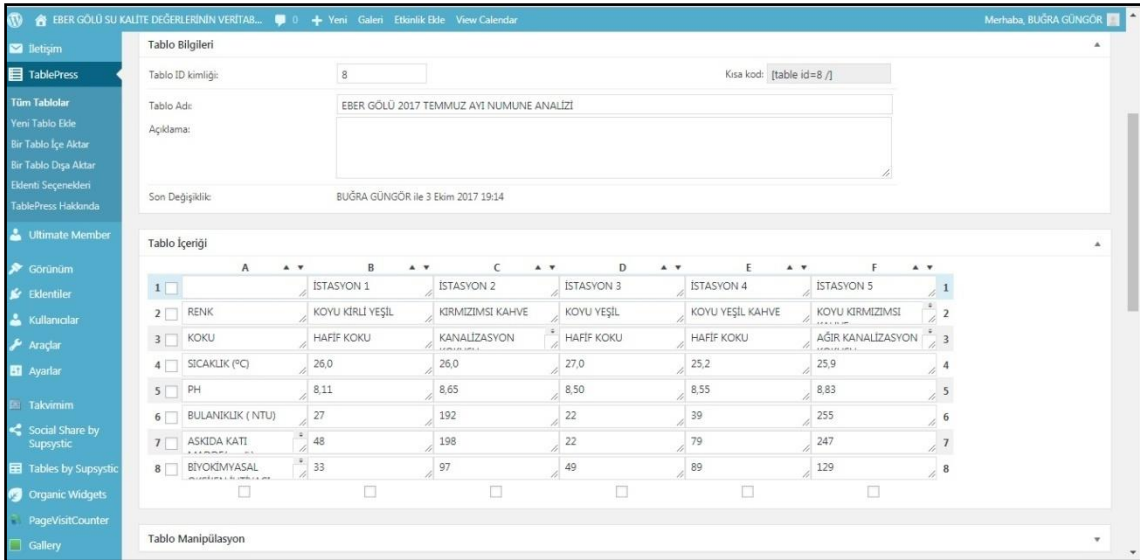 EBER GÖLÜ SU KALİTE DEĞERLERİNİN VERİTAB... 0 + Yeni Galeri Etkinlik Ekle View Calendar Merhaba, BUĞRA GÜNGÖR
İletişim
TablePress
Tüm Tablolar
Yeni Tablo Ekle
Bir Tablo İçe Aktar
Bir Tablo Dışa Aktar
Eklenti Seçenekleri
TablePress Hakkında
Ultimate Member
Görünüm
Eklentiler
Kullanıcılar
Araçlar
Ayarlar
Takvimim
Social Share by
Supsystic
Tables by Supsystic
Organic Widgets
PageVisitCounter
Gallery
Tablo Bilgileri
Tablo ID kimliği: 8 Kısa kod: [table id=8 /]
Tablo Adı: EBER GÖLÜ 2017 TEMMUZ AYI NUMUNE ANALİZİ
Açıklama:
Son Değişiklik: BUĞRA GÜNGÖR ile 3 Ekim 2017 19:14
Tablo İçeriği
A B C D E F
1 İSTASYON 1 İSTASYON 2 İSTASYON 3 İSTASYON 4 İSTASYON 5 1
2 RENK KOYU KİRLİ YEŞİL KIRMIZIMSI KAHVE KOYU YEŞİL KOYU YEŞİL KAHVE KOYU KIRMIZIMSI 2
3 KOKU HAFİF KOKU KANALİZASYON HAFİF KOKU HAFİF KOKU AĞIR KANALİZASYON 3
4 SICAKLIK (ºC) 26,0 26,0 27,0 25,2 25,9 4
5 PH 8,11 8,65 8,50 8,55 8,83 5
6 BULANIKLIK ( NTU) 27 192 22 39 255 6
7 ASKIDA KATI 48 198 22 79 247 7
8 BİYOKİMYASAL 33 97 49 89 129 8
Tablo Manipülasyon